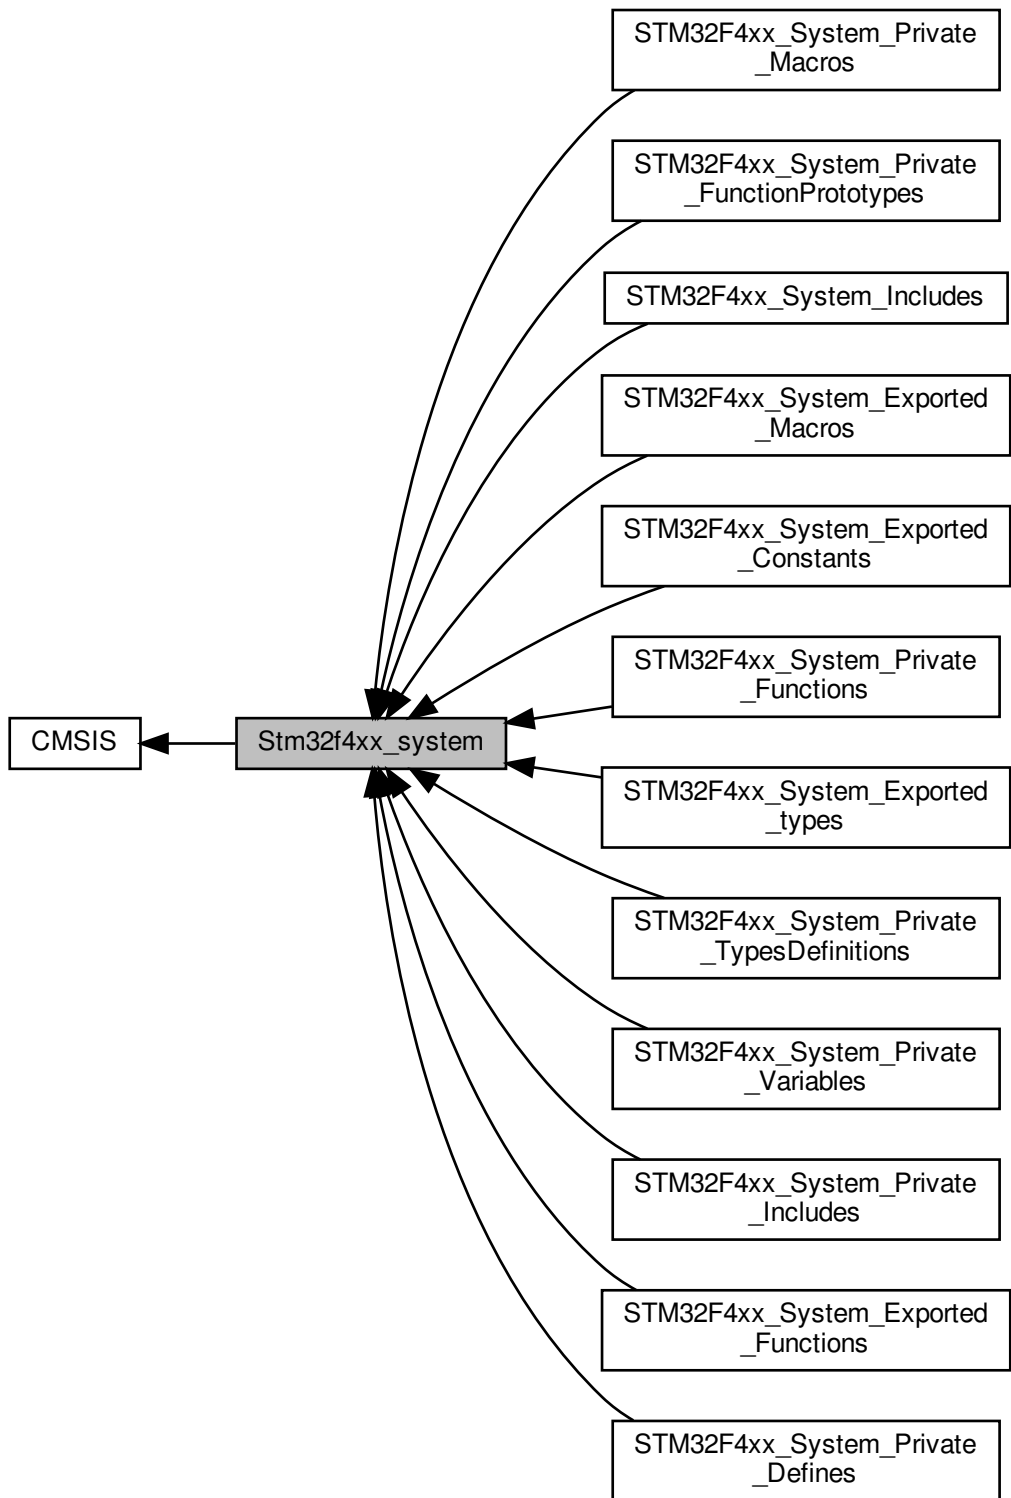 STM32F4xx_System_Private
_Macros
STM32F4xx_System_Private
_FunctionPrototypes
STM32F4xx_System_Includes
STM32F4xx_System_Exported
_Macros
STM32F4xx_System_Exported
_Constants
STM32F4xx_System_Private
_Functions
CMSIS
Stm32f4xx_system
STM32F4xx_System_Exported
_types
STM32F4xx_System_Private
_TypesDefinitions
STM32F4xx_System_Private
_Variables
STM32F4xx_System_Private
_Includes
STM32F4xx_System_Exported
_Functions
STM32F4xx_System_Private
_Defines